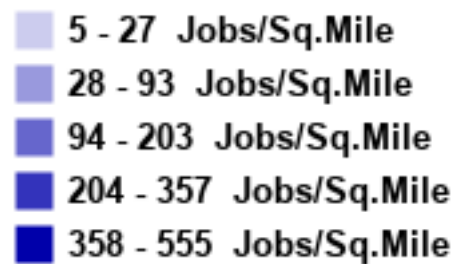 5 - 27 Jobs/Sq.Mile
28 - 93 Jobs/Sq.Mile
94 - 203 Jobs/Sq.Mile
204 - 357 Jobs/Sq.Mile
358 - 555 Jobs/Sq.Mile